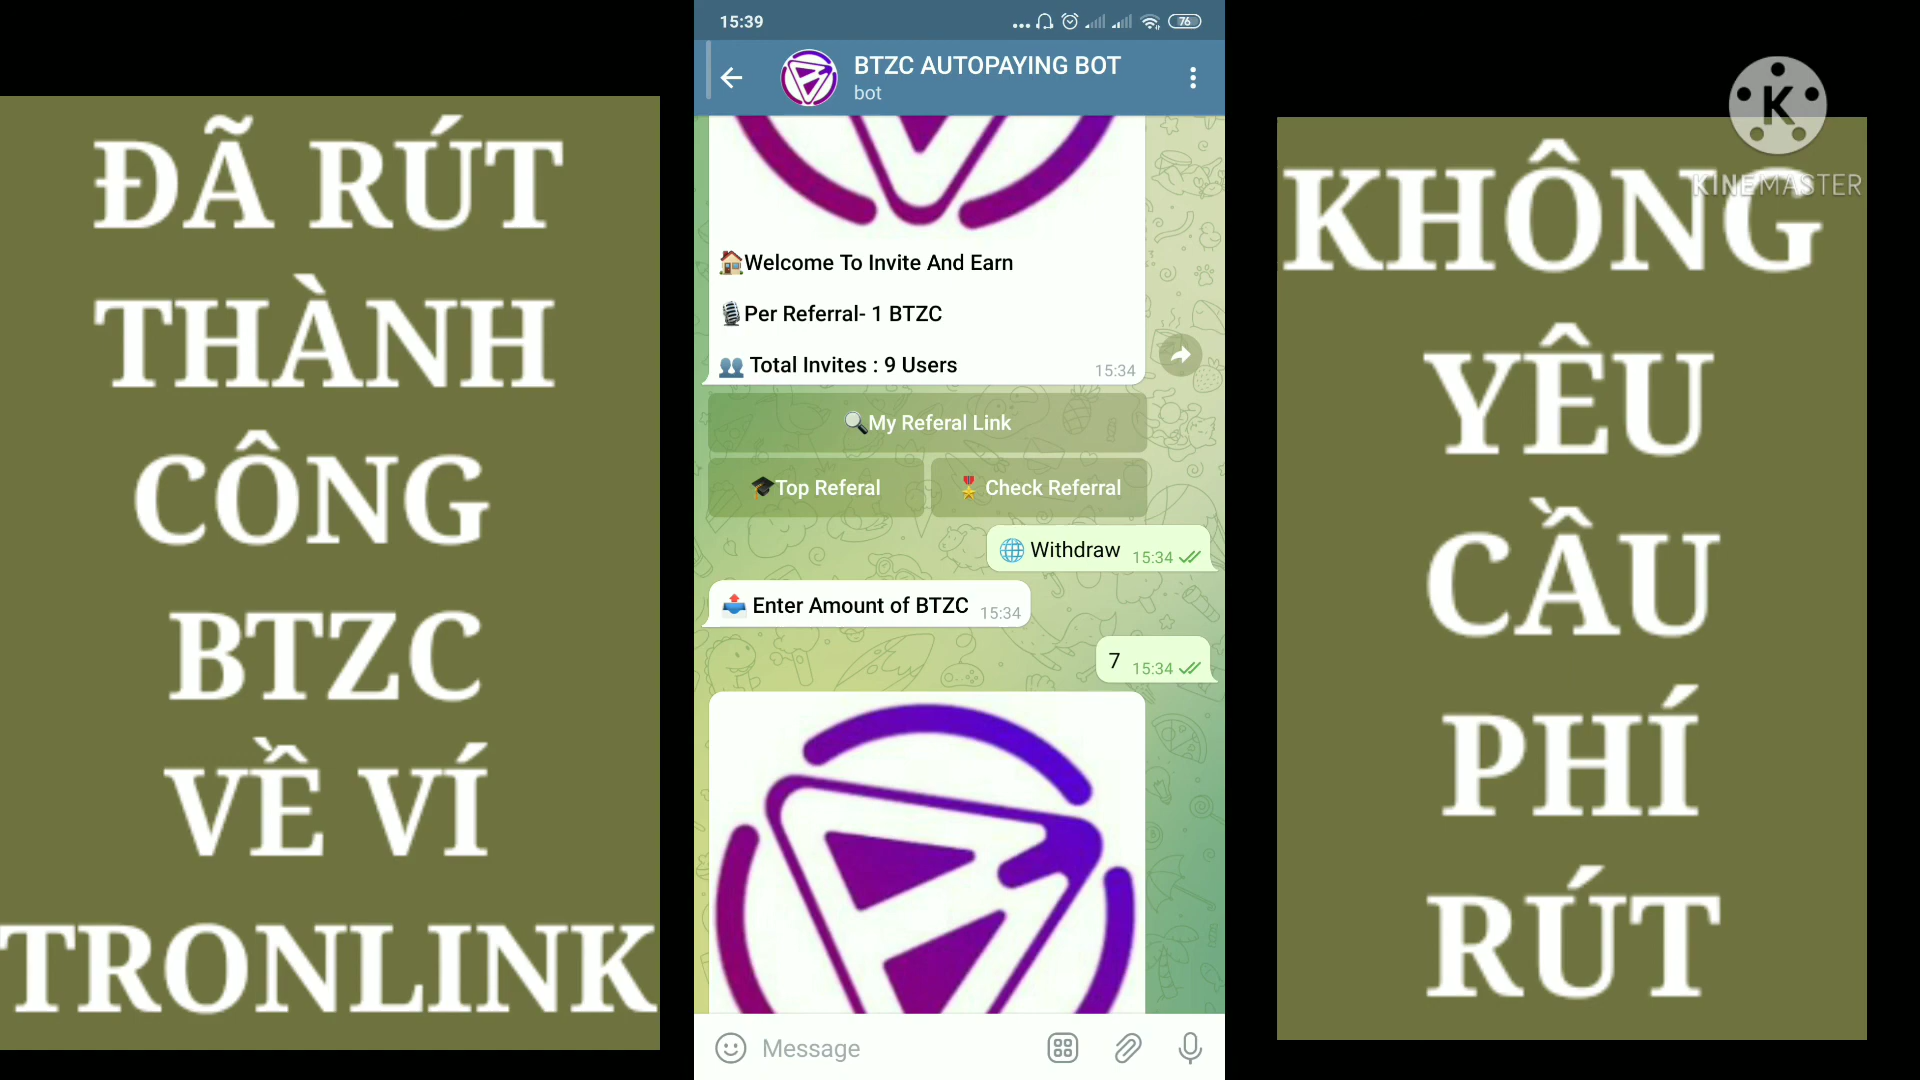 ĐÃ RÚT
THÀNH
CÔNG
BTZC
VỀ VÍ
TRONLINK
15:39
76
BTZC AUTOPAYING BOT
bot
🏠Welcome To Invite And Earn
🎙Per Referral- 1 BTZC
👥 Total Invites : 9 Users
15:34
🔍My Referal Link
🎓Top Referal
🎖 Check Referral
🌐 Withdraw 15:34
📤 Enter Amount of BTZC 15:34
7 15:34
Message
K
KINEMASTER
KHÔNG
YÊU
CẦU
PHÍ
RÚT